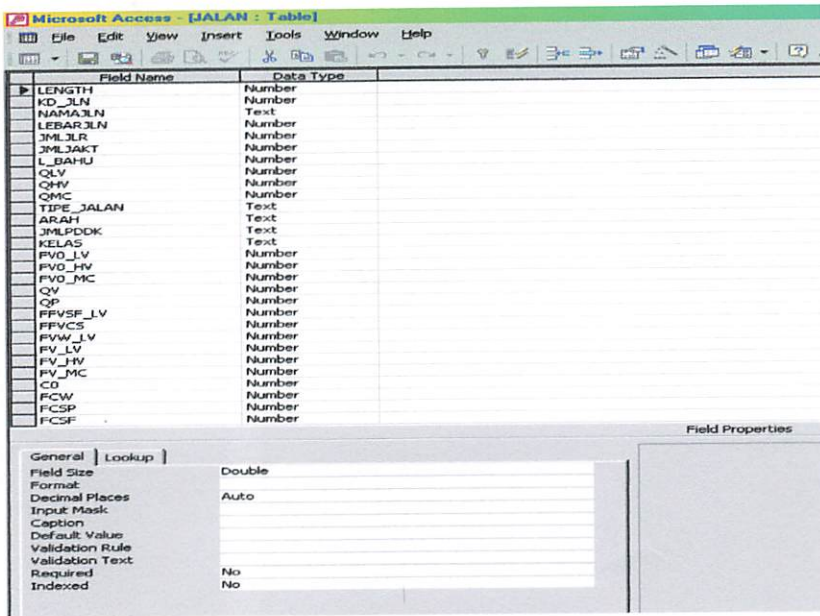 Microsoft Access - [JALAN : Table]
File Edit View Insert Tools Window Help
Field Name Data Type
LENGTH Number
KD_JLN Number
NAMAJLN Text
LEBARJLN Number
JMLJLR Number
JMLJAKT Number
L_BAHU Number
QLV Number
QHV Number
QMC Number
TIPE_JALAN Text
ARAH Text
JMLPDDK Text
KELAS Text
FV0_LV Number
FV0_HV Number
FV0_MC Number
QV Number
QP Number
FFVSF_LV Number
FFVCS Number
FVW_LV Number
FV_LV Number
FV_HV Number
FV_MC Number
C0 Number
FCW Number
FCSP Number
FCSF Number
Field Properties
General Lookup
Field Size Double
Format
Decimal Places Auto
Input Mask
Caption
Default Value
Validation Rule
Validation Text
Required No
Indexed No